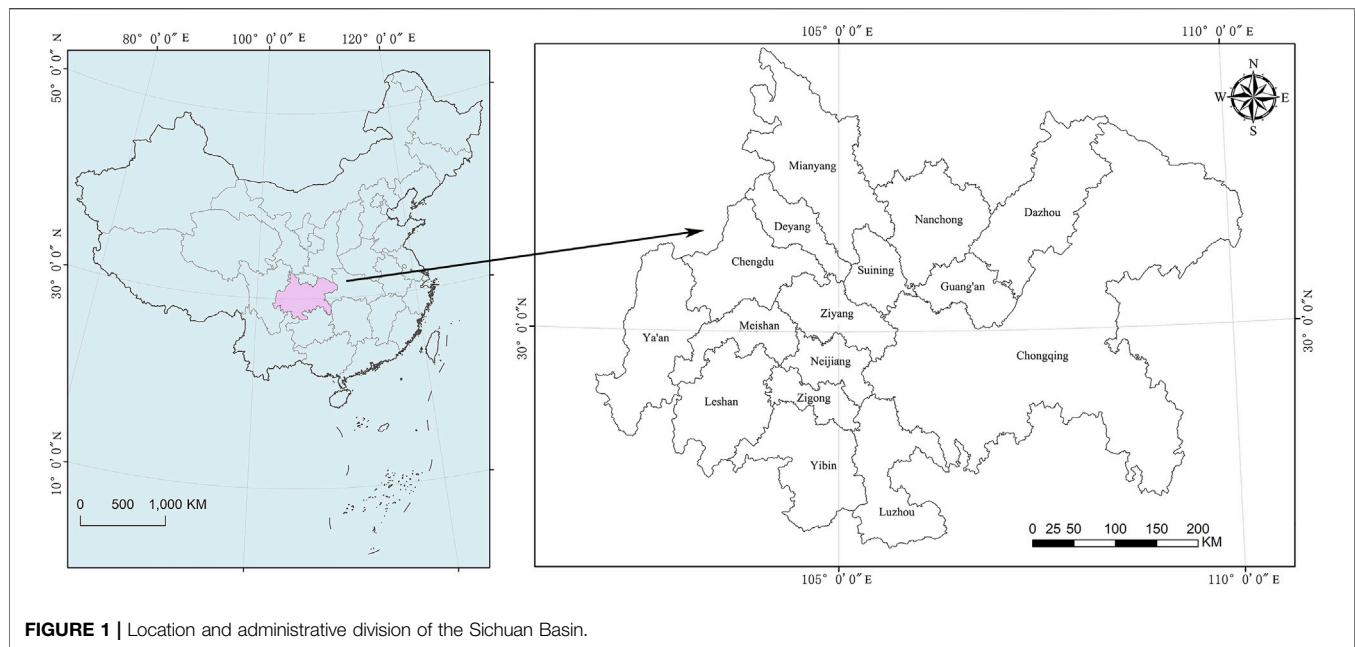 80° 0′0″E 100° 0′0″E 120° 0′0″E
50° 0′0″N
30° 0′0″N
10° 0′0″N
0 500 1,000 KM
105° 0′0″E 110° 0′0″E
N
W E
S
Mianyang
Nanchong
Dazhou
Deyang
Chengdu
Suining
Guang'an
Ziyang
Meishan
Ya'an
Neijiang
Chongqing
Leshan
Zigong
Yibin
Luzhou
30° 0′0″N
30° 0′0″N
0 25 50 100 150 200
KM
105° 0′0″E 110° 0′0″E
FIGURE 1 | Location and administrative division of the Sichuan Basin.